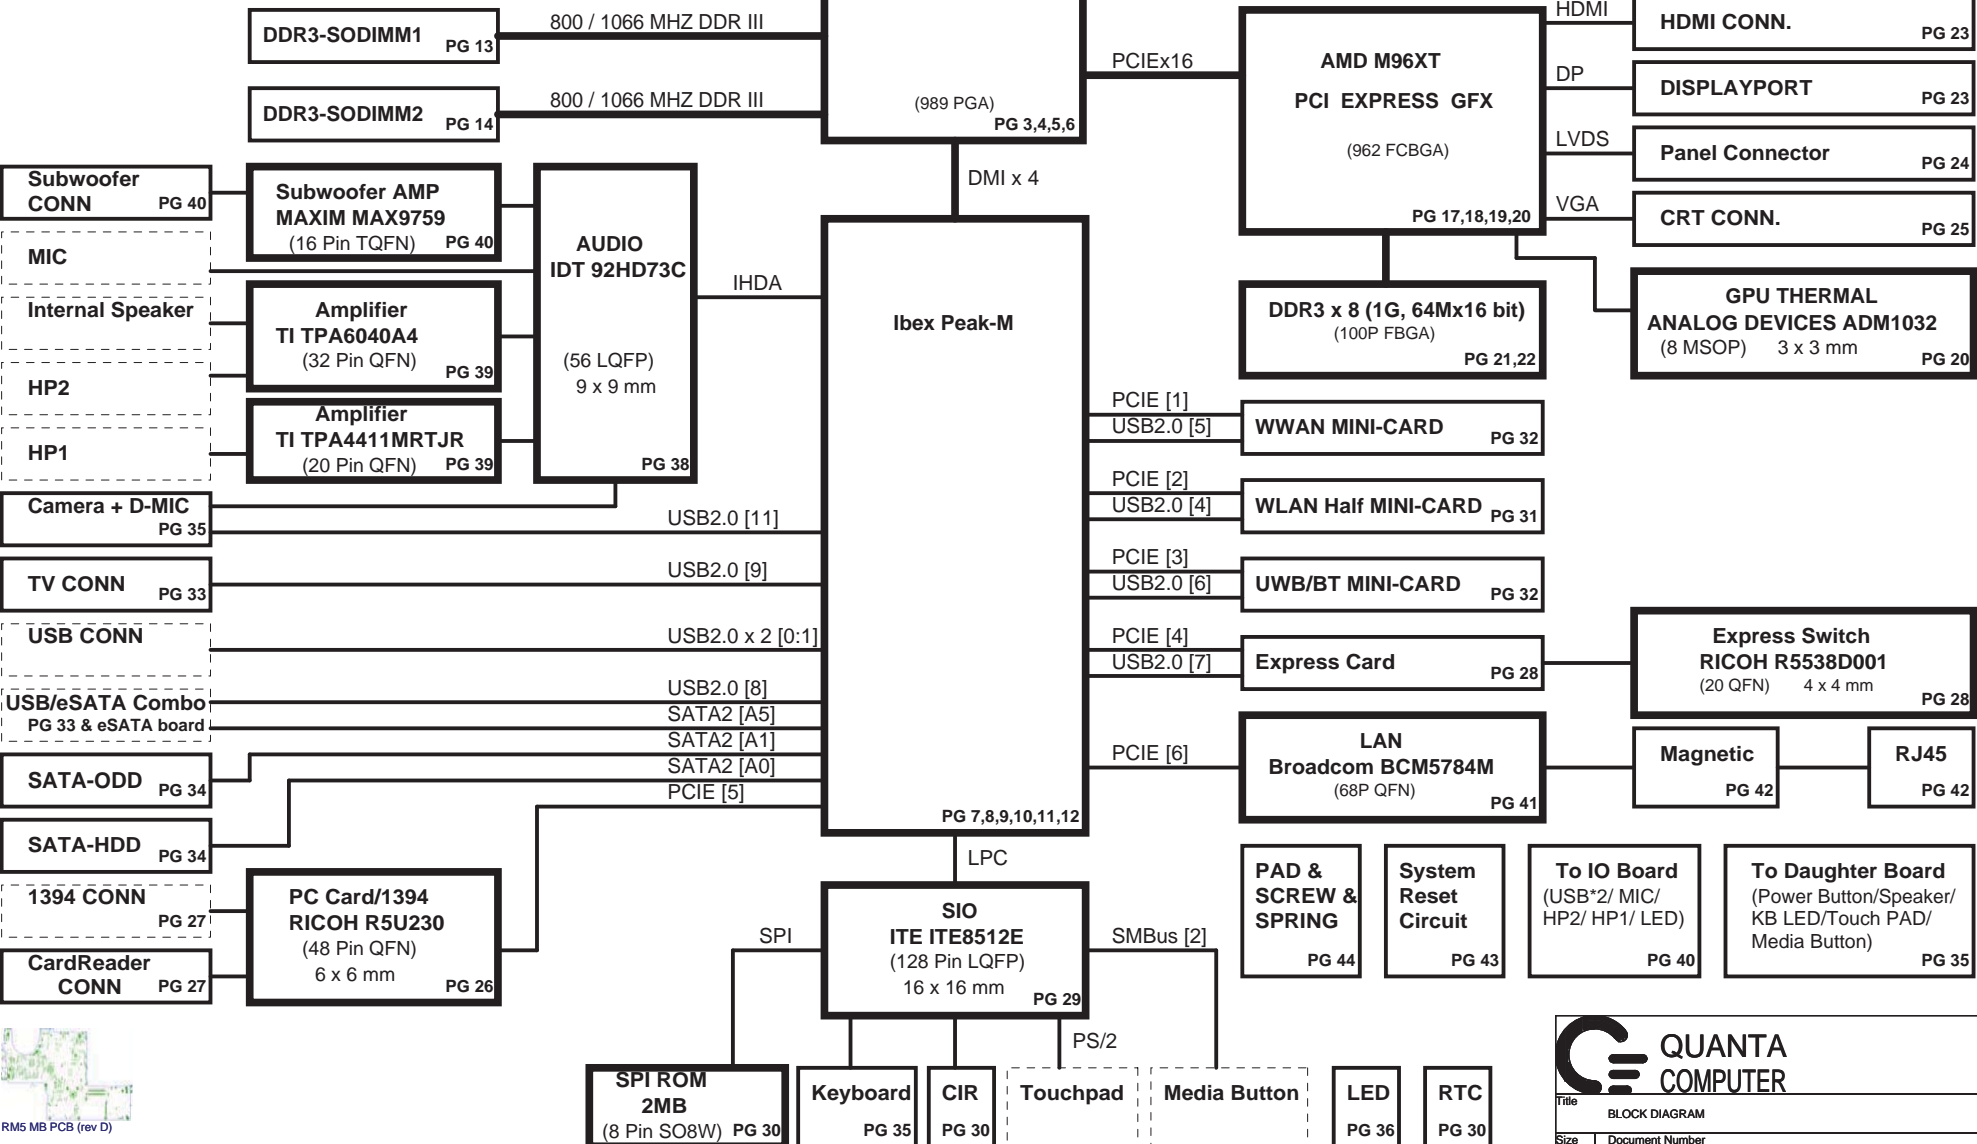 DDR3-SODIMM1
PG 13
800 / 1066 MHZ DDR III
DDR3-SODIMM2
PG 14
800 / 1066 MHZ DDR III
(989 PGA)
PG 3,4,5,6
PCIEx16
AMD M96XT
PCI EXPRESS GFX
(962 FCBGA)
PG 17,18,19,20
HDMI
HDMI CONN.
PG 23
DP
DISPLAYPORT
PG 23
LVDS
Panel Connector
PG 24
VGA
CRT CONN.
PG 25
DMI x 4
Subwoofer
CONN
PG 40
Subwoofer AMP
MAXIM MAX9759
(16 Pin TQFN)
PG 40
MIC
Internal Speaker
Amplifier
TI TPA6040A4
(32 Pin QFN)
PG 39
HP2
Amplifier
TI TPA4411MRTJR
(20 Pin QFN)
PG 39
HP1
AUDIO
IDT 92HD73C
(56 LQFP)
9 x 9 mm
PG 38
IHDA
Ibex Peak-M
PG 7,8,9,10,11,12
DDR3 x 8 (1G, 64Mx16 bit)
(100P FBGA)
PG 21,22
GPU THERMAL
ANALOG DEVICES ADM1032
(8 MSOP) 3 x 3 mm
PG 20
Camera + D-MIC
PG 35
USB2.0 [11]
TV CONN
PG 33
USB2.0 [9]
USB CONN
USB2.0 x 2 [0:1]
USB/eSATA Combo
PG 33 & eSATA board
USB2.0 [8]
SATA2 [A5]
SATA2 [A1]
SATA2 [A0]
PCIE [5]
SATA-ODD
PG 34
SATA-HDD
PG 34
1394 CONN
PG 27
CardReader
CONN
PG 27
PC Card/1394
RICOH R5U230
(48 Pin QFN)
6 x 6 mm
PG 26
PCIE [1]
USB2.0 [5]
WWAN MINI-CARD
PG 32
PCIE [2]
USB2.0 [4]
WLAN Half MINI-CARD
PG 31
PCIE [3]
USB2.0 [6]
UWB/BT MINI-CARD
PG 32
PCIE [4]
USB2.0 [7]
Express Card
PG 28
Express Switch
RICOH R5538D001
(20 QFN) 4 x 4 mm
PG 28
PCIE [6]
LAN
Broadcom BCM5784M
(68P QFN)
PG 41
Magnetic
PG 42
RJ45
PG 42
LPC
SIO
ITE ITE8512E
(128 Pin LQFP)
16 x 16 mm
PG 29
SPI
SMBus [2]
PS/2
PAD &
SCREW &
SPRING
PG 44
System
Reset
Circuit
PG 43
To IO Board
(USB*2/ MIC/
HP2/ HP1/ LED)
PG 40
To Daughter Board
(Power Button/Speaker/
KB LED/Touch PAD/
Media Button)
PG 35
SPI ROM
2MB
(8 Pin SO8W)
PG 30
Keyboard
PG 35
CIR
PG 30
Touchpad
Media Button
LED
PG 36
RTC
PG 30
RM5 MB PCB (rev D)
QUANTA
COMPUTER
Title
BLOCK DIAGRAM
Size
Document Number